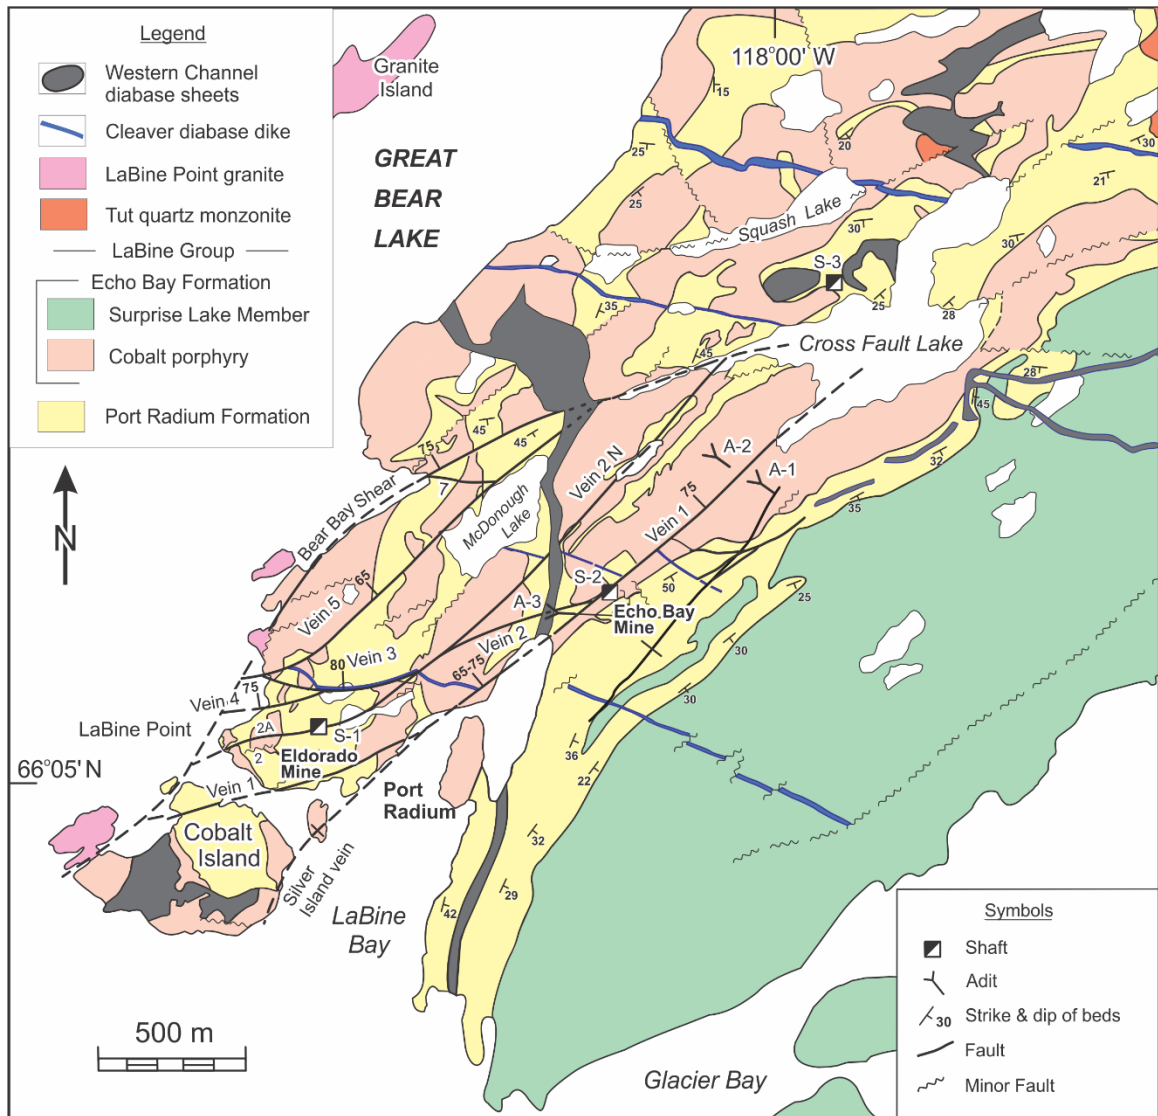 Legend
Western Channel
diabase sheets
Cleaver diabase dike
LaBine Point granite
Tut quartz monzonite
LaBine Group
Echo Bay Formation
Surprise Lake Member
Cobalt porphyry
Port Radium Formation
N
Granite
Island
118°00' W
GREAT
BEAR
LAKE
15
20
25
25
30
21
Squash Lake
30
30
S-3
25
28
35
45
Cross Fault Lake
28
45
45
45
75
7
Bear Bay Shear
McDonough
Lake
Vein 2 N
A-2
A-1
75
Vein 1
32
35
65
Vein 5
S-2
50
25
A-3
Echo Bay
Mine
Vein 2
65-75
30
30
80
Vein 3
75
Vein 4
LaBine Point
2A
S-1
2
Eldorado
Mine
36
22
66°05' N
Vein 1
Port
Radium
Cobalt
Island
Silver
Island vein
32
29
42
LaBine
Bay
500 m
Glacier Bay
Symbols
Shaft
Adit
30
Strike & dip of beds
Fault
Minor Fault